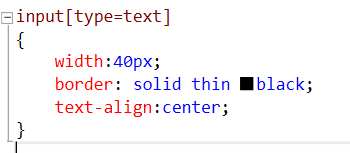 input[type=text]
{
width:40px;
border: solid thin black;
text-align:center;
}